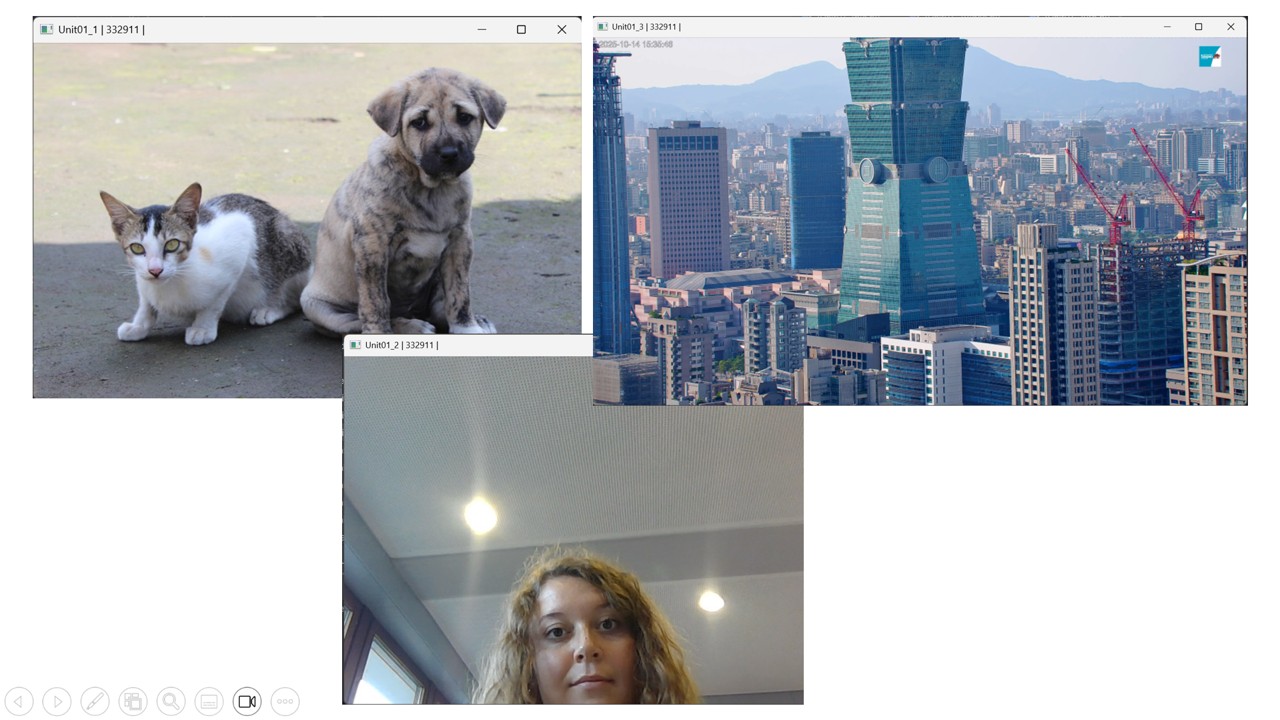 Unit01_1 | 332911 |
Unit01_3 | 332911 |
2025-10-14 15:35:48
Unit01_2 | 332911 |